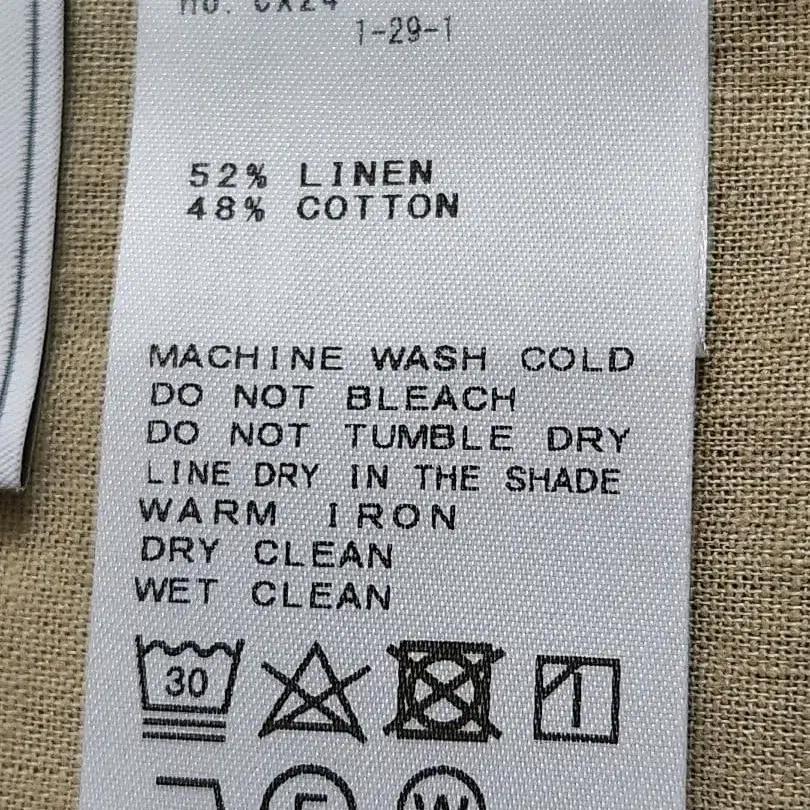 1-29-1
52% LINEN
48% COTTON
MACHINE WASH COLD
DO NOT BLEACH
DO NOT TUMBLE DRY
LINE DRY IN THE SHADE
WARM IRON
DRY CLEAN
WET CLEAN
30
W